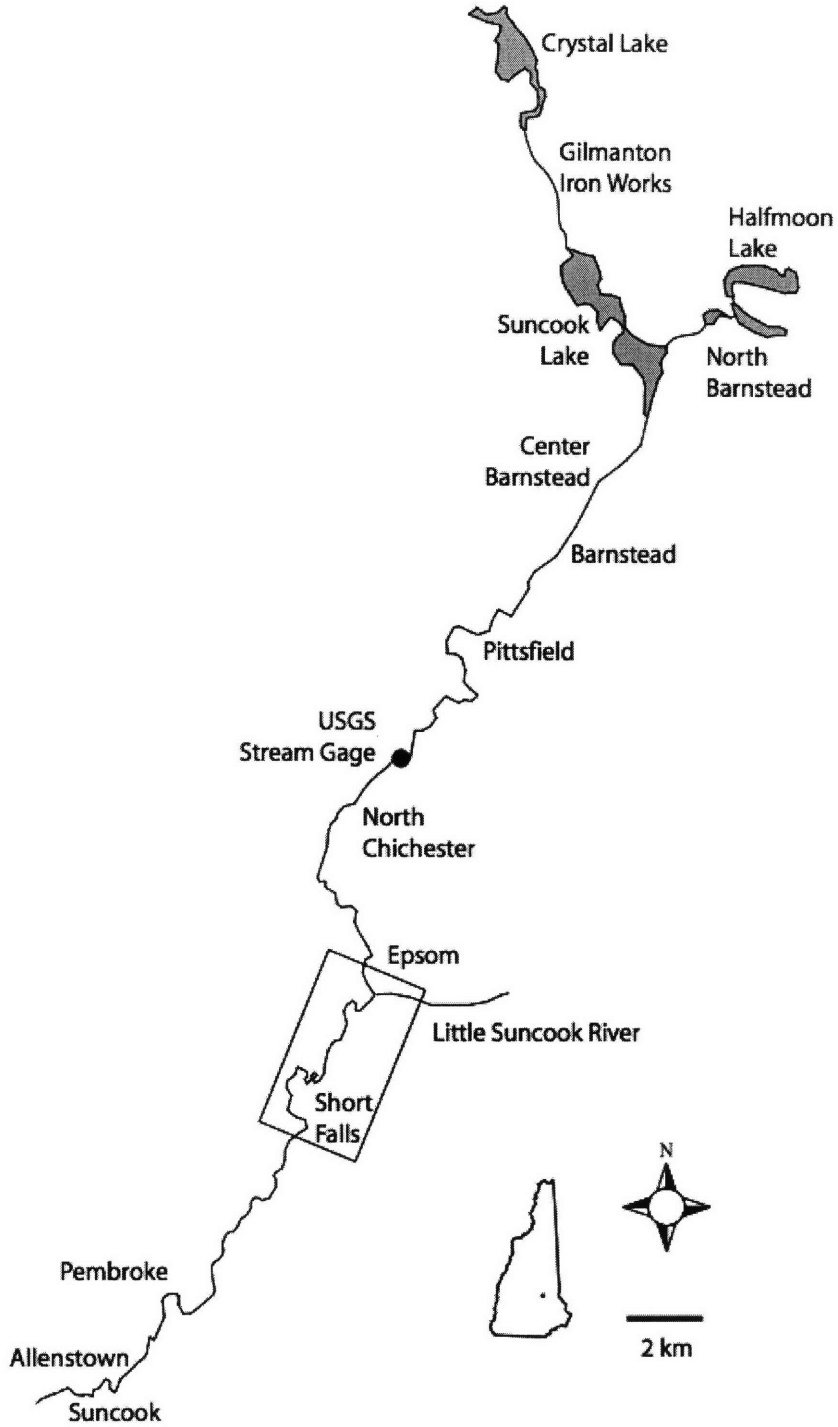 Crystal Lake
Gilmanton
Iron Works
Halfmoon
Lake
Suncook
Lake
North
Barnstead
Center
Barnstead
Barnstead
Pittsfield
USGS
Stream Gage
North
Chichester
Epsom
Little Suncook River
Short
Falls
N
Pembroke
2 km
Allenstown
Suncook